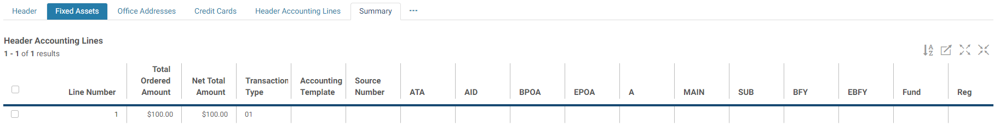 Header Fixed Assets Office Addresses Credit Cards Header Accounting Lines Summary ...
Header Accounting Lines
1 - 1 of 1 results
Line Number Total Ordered Amount Net Total Amount Transaction Type Accounting Template Source Number ATA AID BPOA EPOA A MAIN SUB BFY EBFY Fund Reg
1 $100.00 $100.00 01